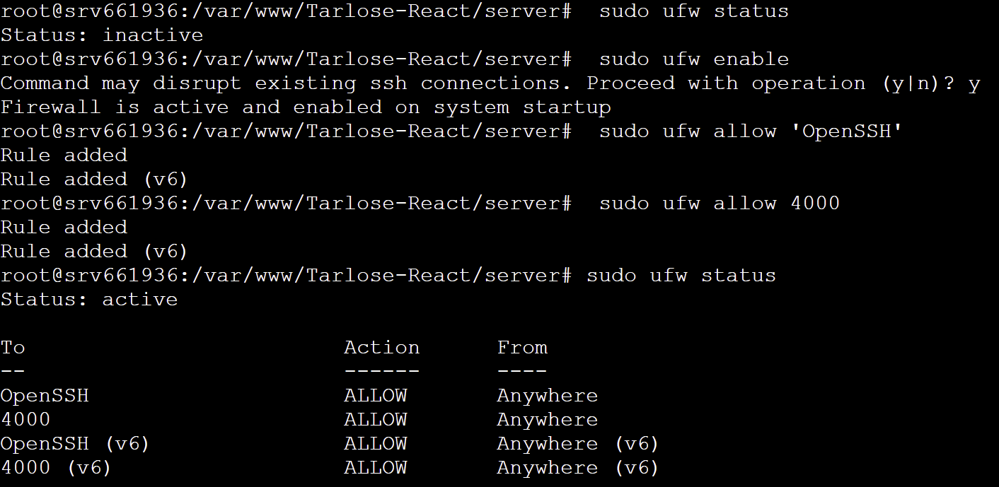 root@srv661936:/var/www/Tarlose-React/server#  sudo ufw status
Status: inactive
root@srv661936:/var/www/Tarlose-React/server#  sudo ufw enable
Command may disrupt existing ssh connections. Proceed with operation (y|n)? y
Firewall is active and enabled on system startup
root@srv661936:/var/www/Tarlose-React/server#  sudo ufw allow 'OpenSSH'
Rule added
Rule added (v6)
root@srv661936:/var/www/Tarlose-React/server#  sudo ufw allow 4000
Rule added
Rule added (v6)
root@srv661936:/var/www/Tarlose-React/server# sudo ufw status
Status: active

To                         Action      From
--                         ------      ----
OpenSSH                    ALLOW       Anywhere
4000                       ALLOW       Anywhere
OpenSSH (v6)               ALLOW       Anywhere (v6)
4000 (v6)                  ALLOW       Anywhere (v6)